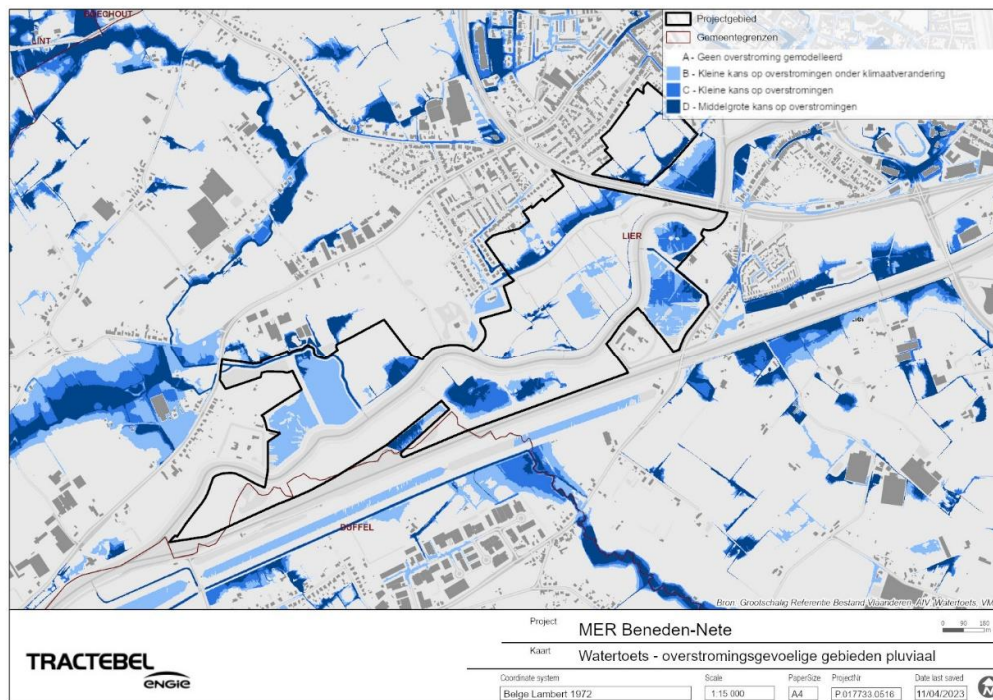 BOECHOUT
LINT
Projectgebied
Gemeentegrenzen
A - Geen overstroming gemodelleerd
B - Kleine kans op overstromingen onder klimaatverandering
C - Kleine kans op overstromingen
D - Middelgrote kans op overstromingen
LIER
DUFFEL
Bron: Grootschalig Referentie Bestand Vlaanderen, AIV, Watertoets, VM
Project MER Beneden-Nete
0 90 180
m
Kaart Watertoets - overstromingsgevoelige gebieden pluviaal
TRACTEBEL
ENGIE
Coordinate system Scale PaperSize ProjectNr Date last saved
Belge Lambert 1972 1:15 000 A4 P.017733.0516 11/04/2023